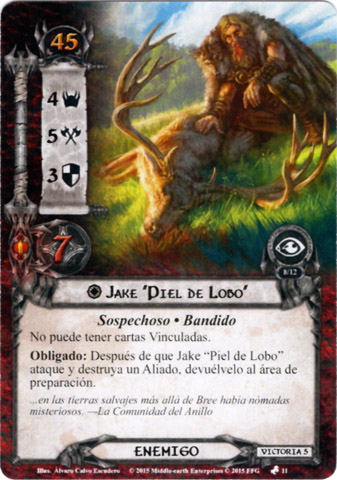 45
4
5
3
7
8/12
Jake "Piel de Lobo"
Sospechoso • Bandido
No puede tener cartas Vinculadas.
Obligado: Después de que Jake “Piel de Lobo”
ataque y destruya un Aliado, devuélvelo al área de
preparación.
...en las tierras salvajes más allá de Bree había nómadas
misteriosos. —La Comunidad del Anillo
ENEMIGO
VICTORIA 5
Illus. Álvaro Calvo Escudero © 2015 Middle-earth Enterprises © 2015 FFG 11